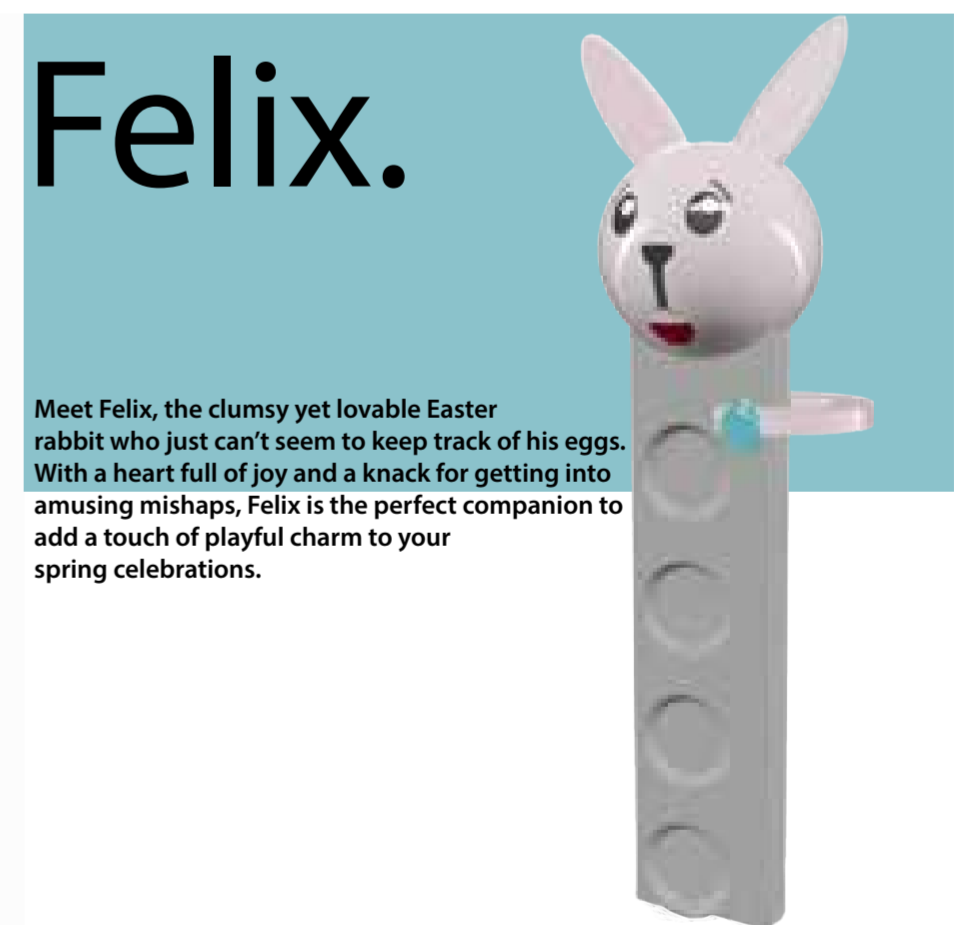 Felix.
Meet Felix, the clumsy yet lovable Easter
rabbit who just can’t seem to keep track of his eggs.
With a heart full of joy and a knack for getting into
amusing mishaps, Felix is the perfect companion to
add a touch of playful charm to your
spring celebrations.